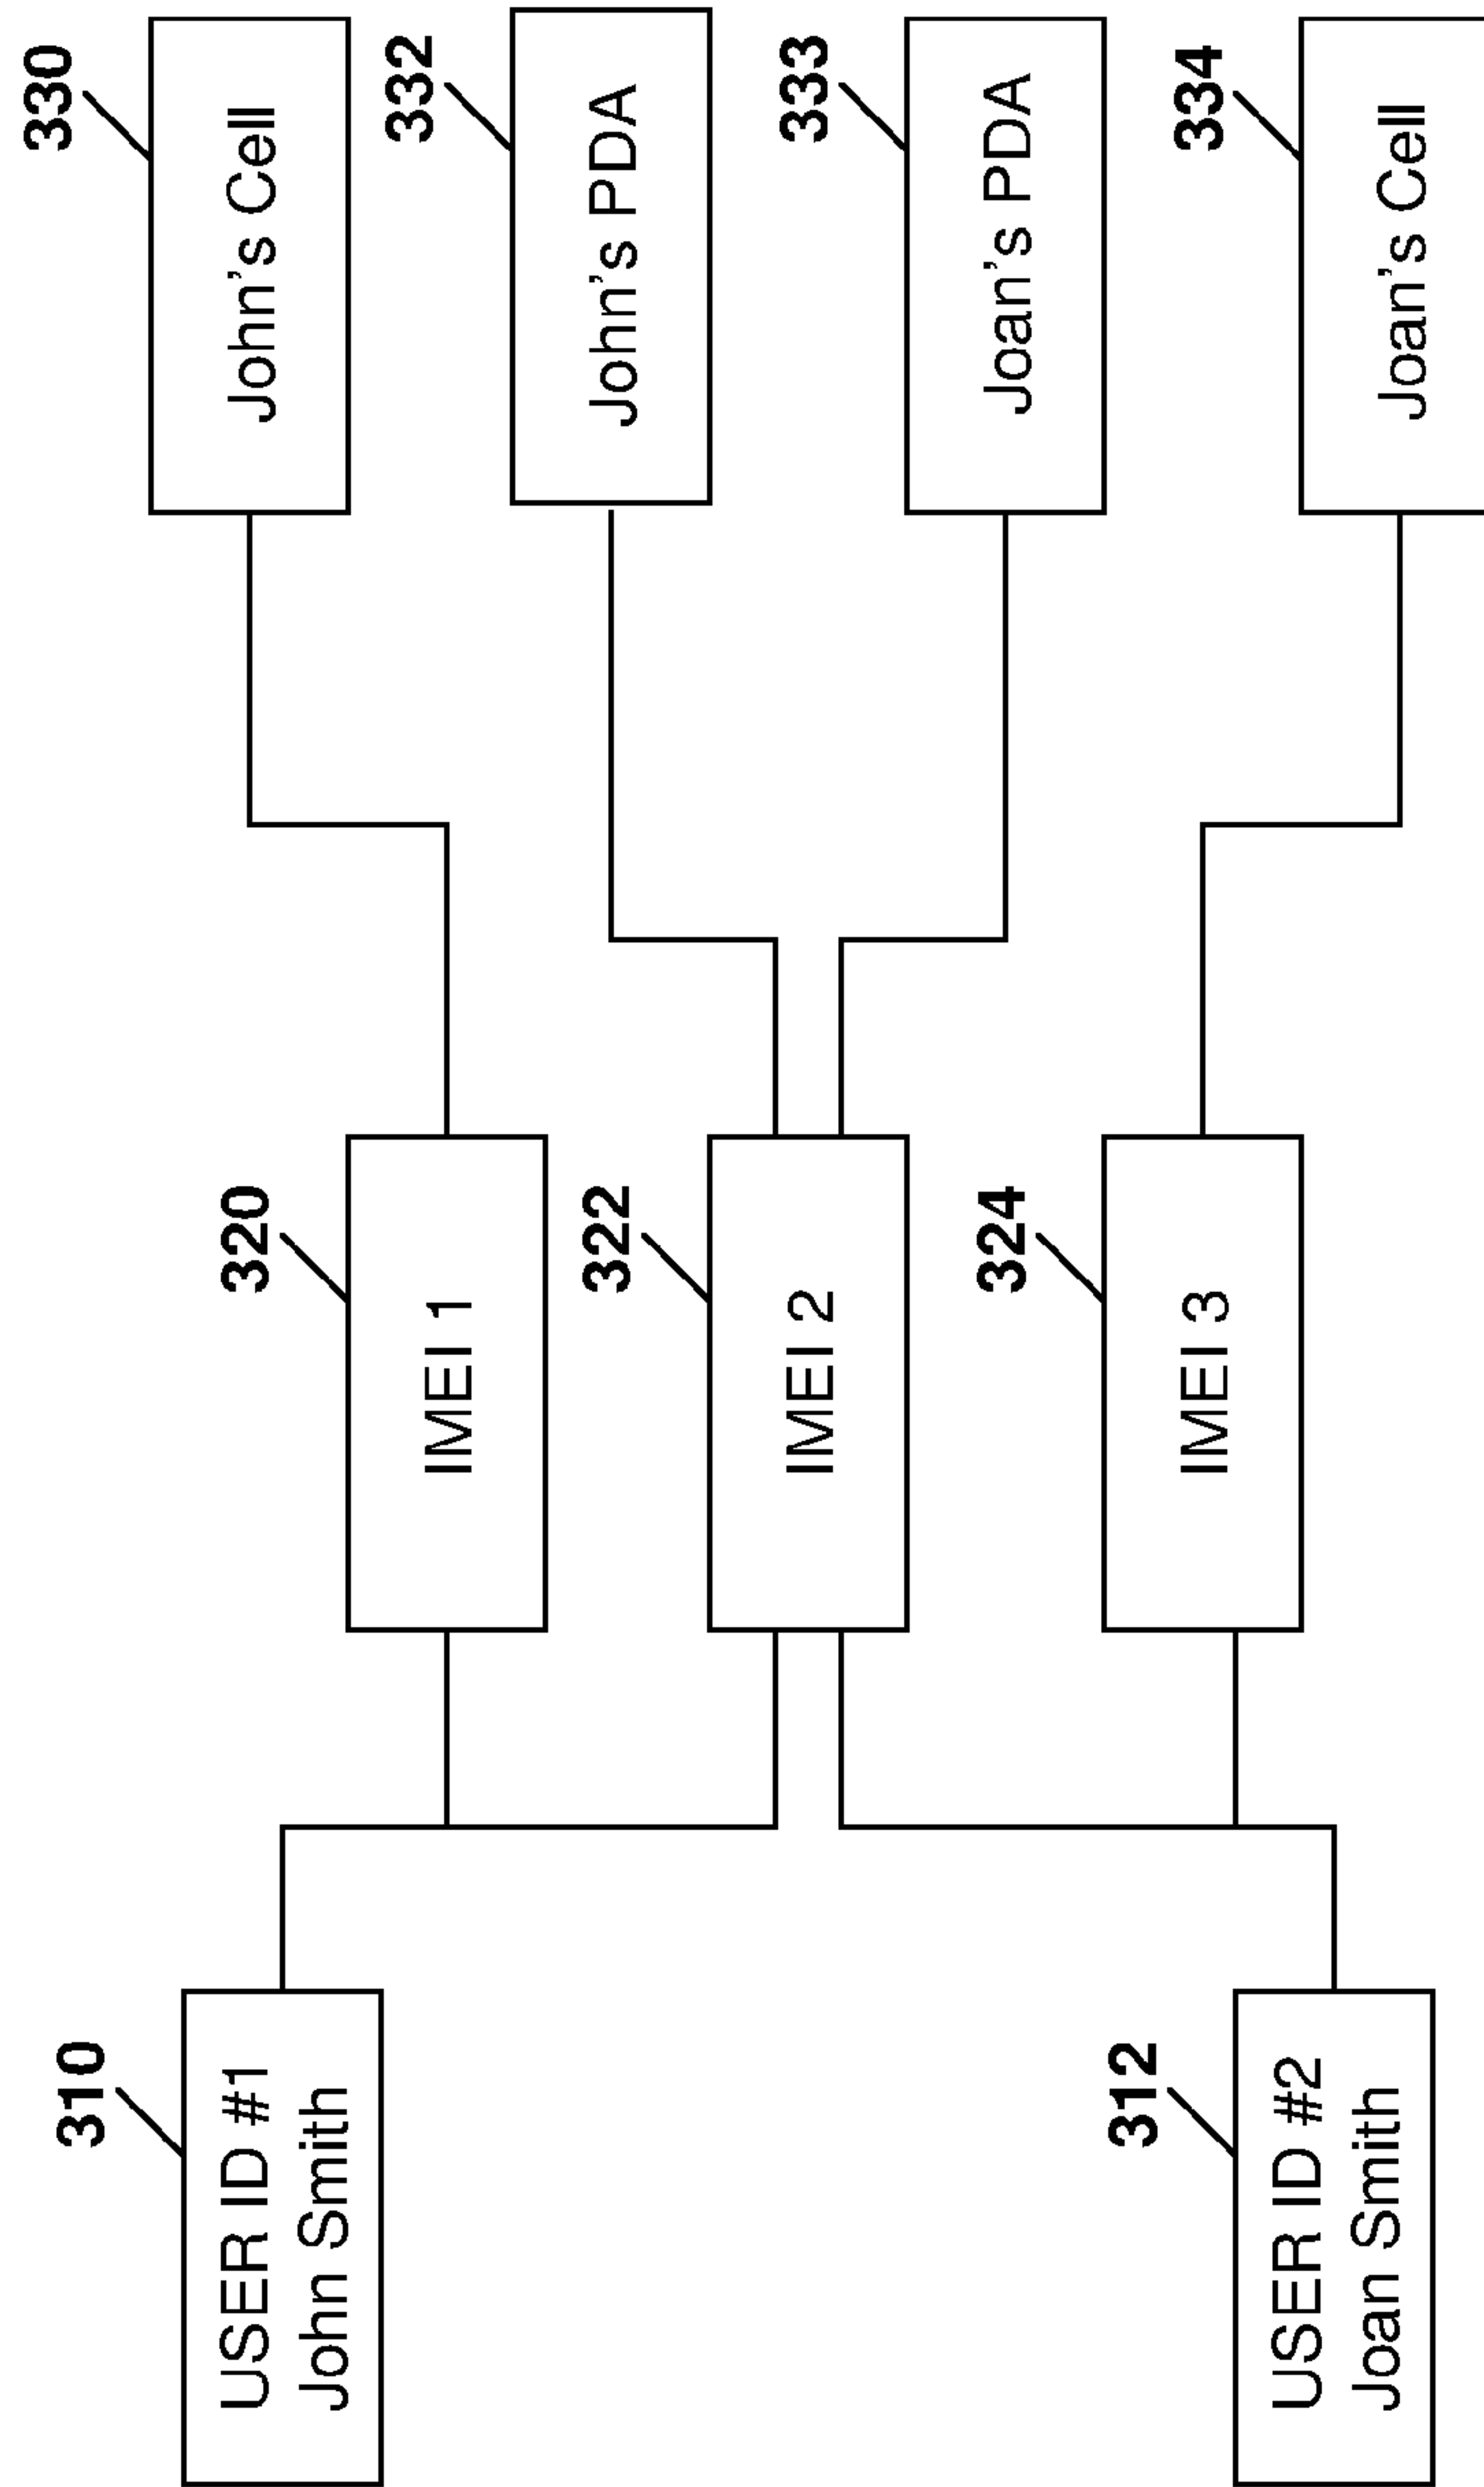 310
USER ID #1
John Smith
312
USER ID #2
Joan Smith
320
IMEI 1
322
IMEI 2
324
IMEI 3
330
John's Cell
332
John's PDA
333
Joan's PDA
334
Joan's Cell